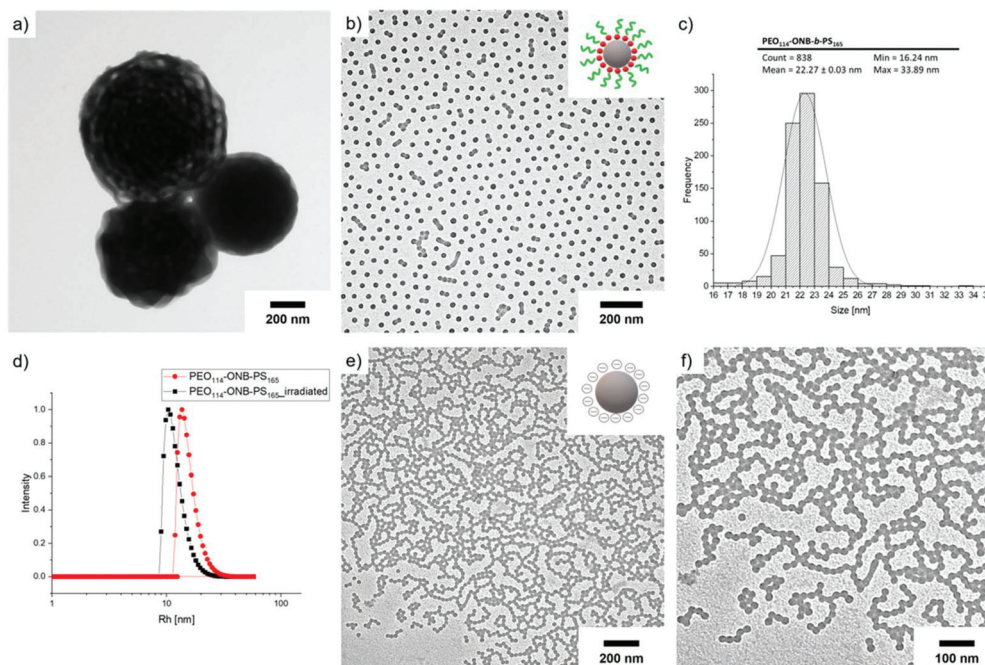 a)
200 nm
b)
200 nm
c)
PEO₁₁₄-ONB-b-PS₁₆₅
Count = 838 Min = 16.24 nm
Mean = 22.27 ± 0.03 nm Max = 33.89 nm
300
250
200
150
100
50
0
Frequency
16 17 18 19 20 21 22 23 24 25 26 27 28 29 30 31 32 33 34 35
Size [nm]
d)
PEO₁₁₄-ONB-PS₁₆₅
PEO₁₁₄-ONB-PS₁₆₅_irradiated
1.0
0.8
0.6
0.4
0.2
0.0
Intensity
1 10 100
Rh [nm]
e)
200 nm
f)
100 nm